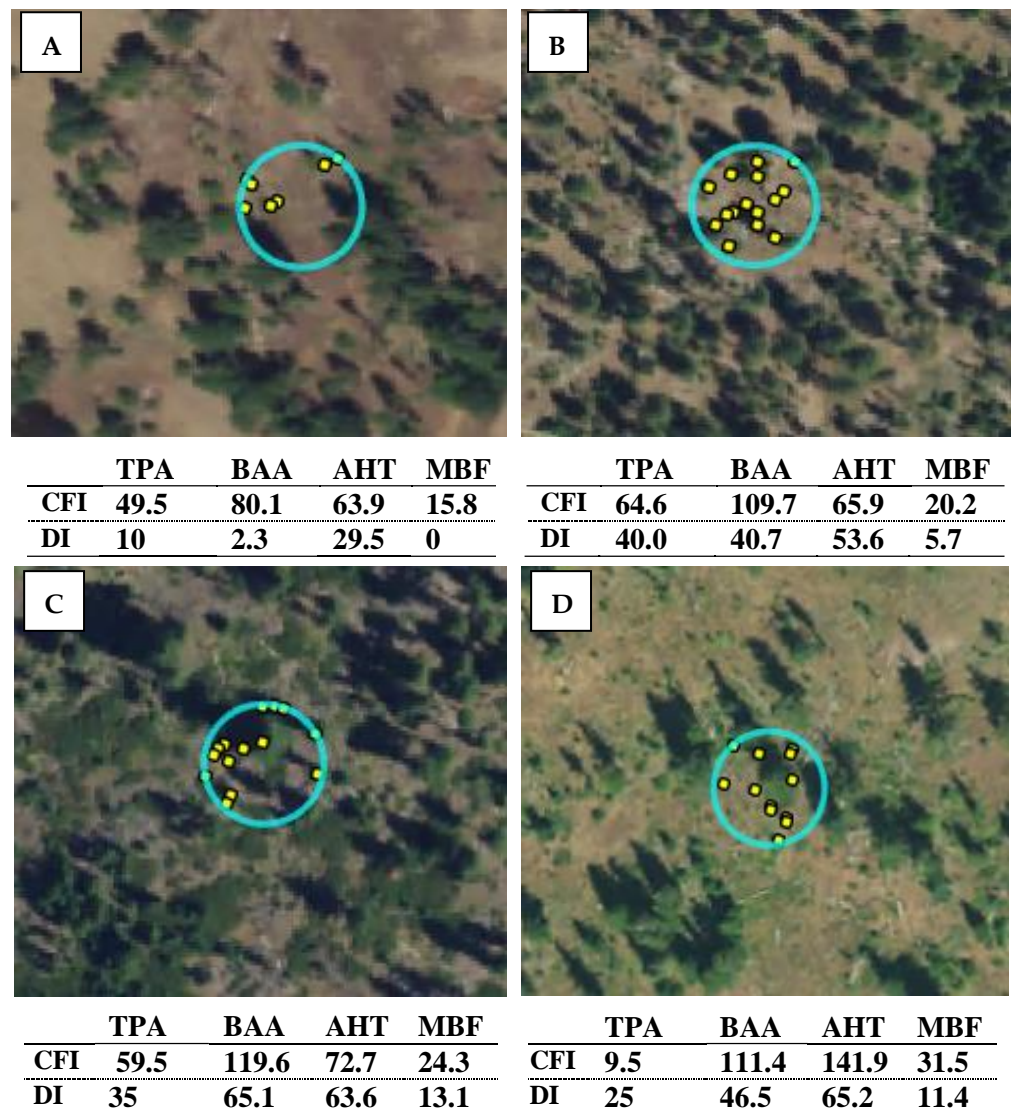 A
B
TPA BAA AHT MBF
CFI 49.5 80.1 63.9 15.8
DI 10 2.3 29.5 0
TPA BAA AHT MBF
CFI 64.6 109.7 65.9 20.2
DI 40.0 40.7 53.6 5.7
C
D
TPA BAA AHT MBF
CFI 59.5 119.6 72.7 24.3
DI 35 65.1 63.6 13.1
TPA BAA AHT MBF
CFI 9.5 111.4 141.9 31.5
DI 25 46.5 65.2 11.4